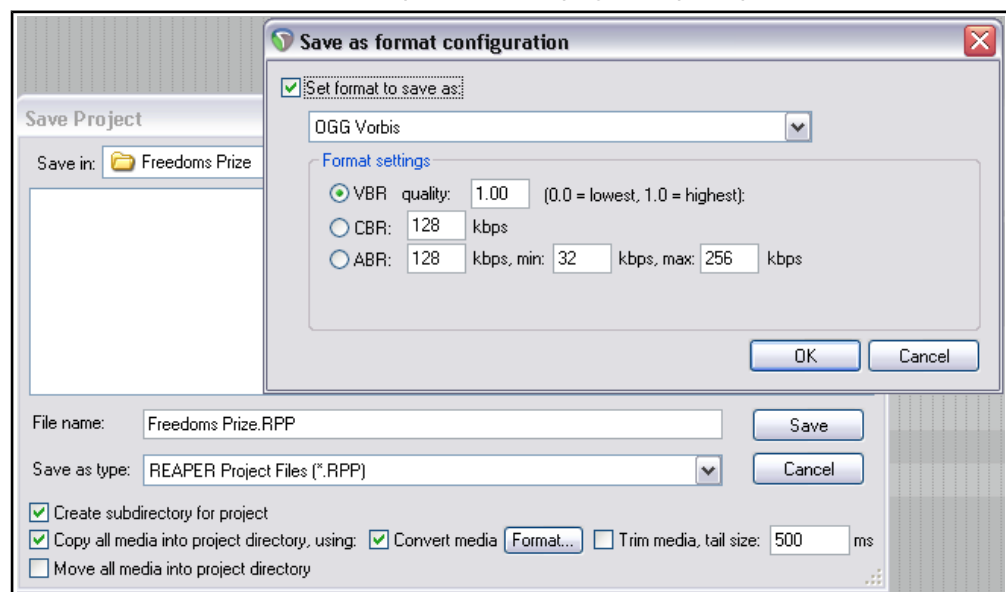 Save as format configuration
Set format to save as:
OGG Vorbis
Format settings
VBR quality: 1.00 (0.0 = lowest, 1.0 = highest):
CBR: 128 kbps
ABR: 128 kbps, min: 32 kbps, max: 256 kbps
OK Cancel
Save Project
Save in: Freedoms Prize
File name: Freedoms Prize.RPP Save
Save as type: REAPER Project Files (*.RPP) Cancel
Create subdirectory for project
Copy all media into project directory, using: Convert media Format... Trim media, tail size: 500 ms
Move all media into project directory